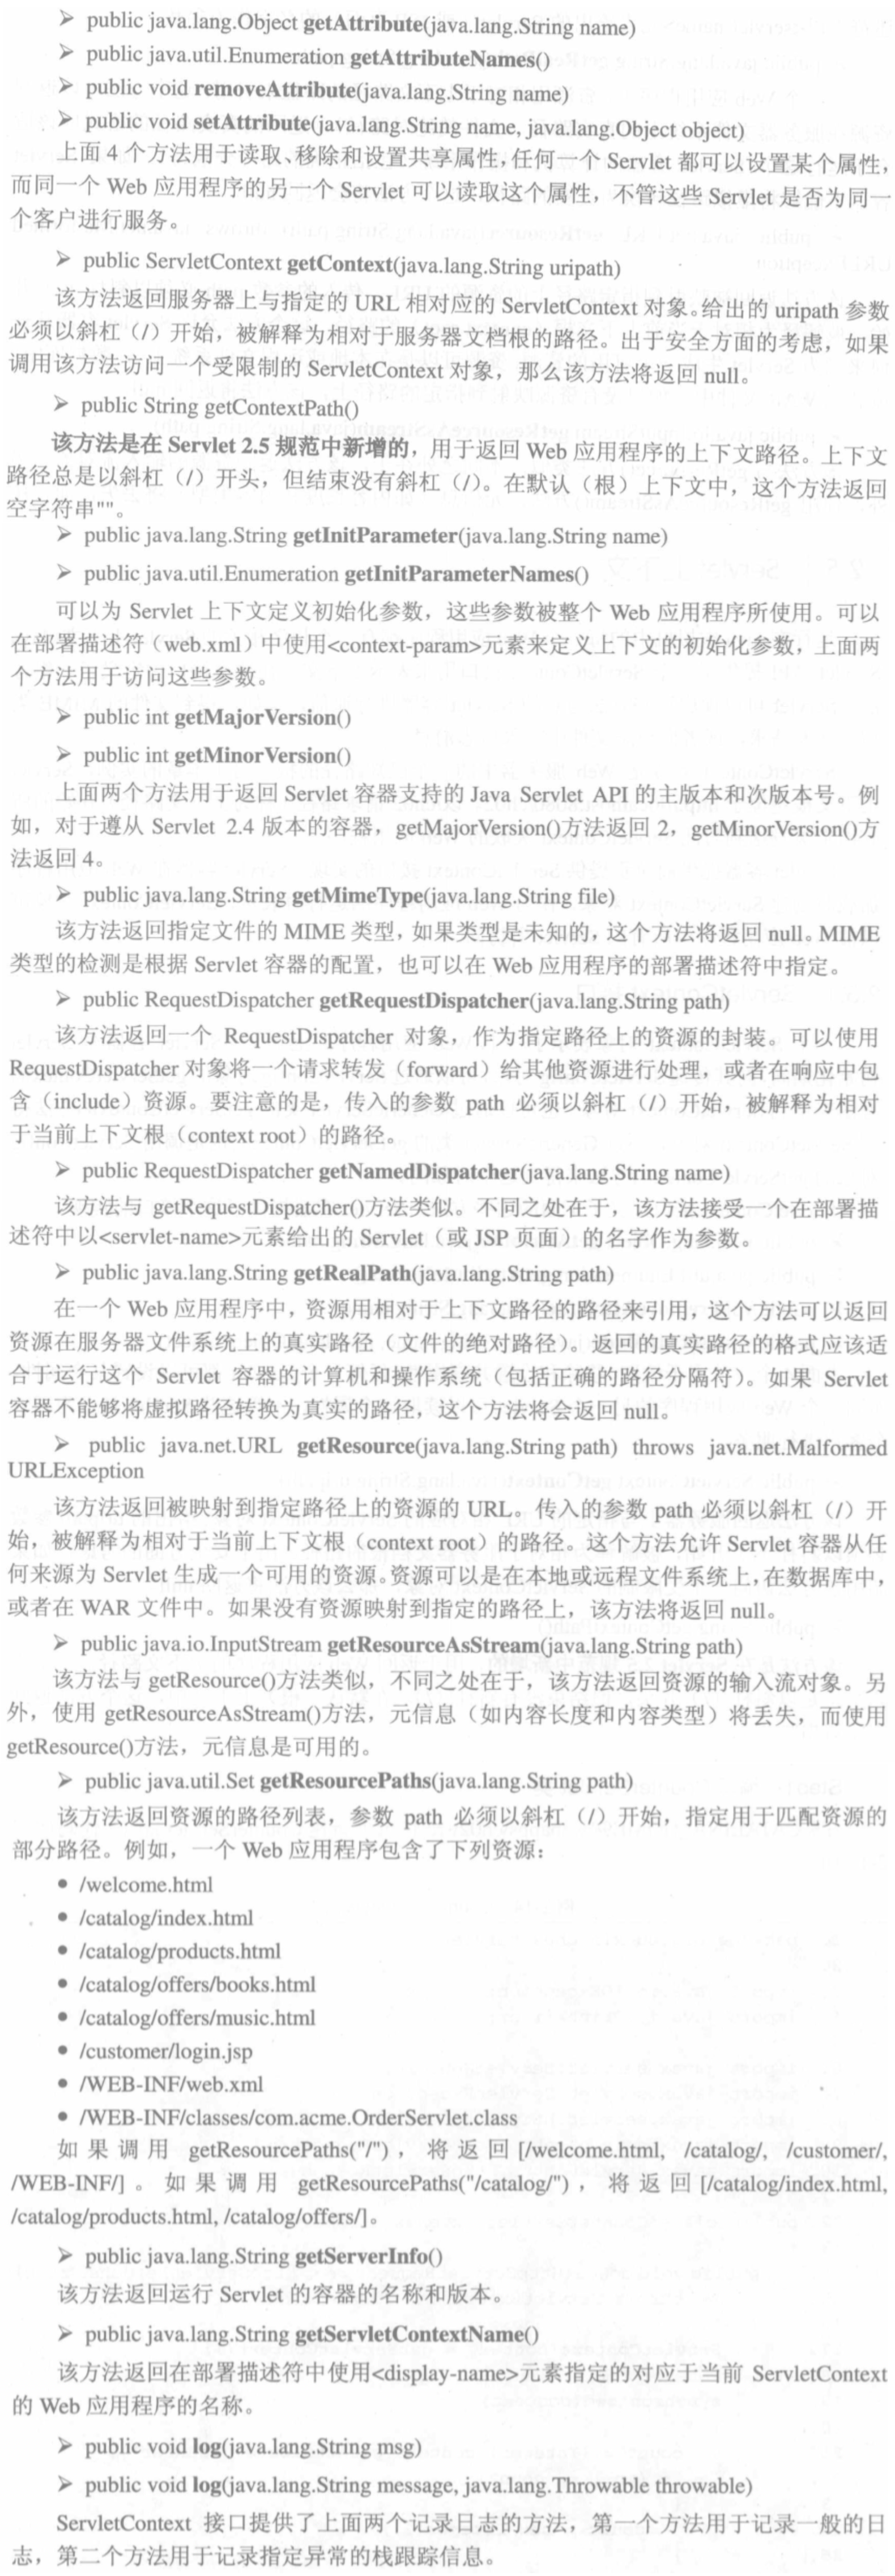 ➢ public java.lang.Object getAttribute(java.lang.String name)
➢ public java.util.Enumeration getAttributeNames()
➢ public void removeAttribute(java.lang.String name)
➢ public void setAttribute(java.lang.String name, java.lang.Object object)
上面 4 个方法用于读取、移除和设置共享属性，任何一个 Servlet 都可以设置某个属性，
而同一个 Web 应用程序的另一个 Servlet 可以读取这个属性，不管这些 Servlet 是否为同一
个客户进行服务。
➢ public ServletContext getContext(java.lang.String uripath)
该方法返回服务器上与指定的 URL 相对应的 ServletContext 对象。给出的 uripath 参数
必须以斜杠（/）开始，被解释为相对于服务器文档根的路径。出于安全方面的考虑，如果
调用该方法访问一个受限制的 ServletContext 对象，那么该方法将返回 null。
➢ public String getContextPath()
该方法是在 Servlet 2.5 规范中新增的，用于返回 Web 应用程序的上下文路径。上下文
路径总是以斜杠（/）开头，但结束没有斜杠（/）。在默认（根）上下文中，这个方法返回
空字符串""。
➢ public java.lang.String getInitParameter(java.lang.String name)
➢ public java.util.Enumeration getInitParameterNames()
可以为 Servlet 上下文定义初始化参数，这些参数被整个 Web 应用程序所使用。可以
在部署描述符（web.xml）中使用<context-param>元素来定义上下文的初始化参数，上面两
个方法用于访问这些参数。
➢ public int getMajorVersion()
➢ public int getMinorVersion()
上面两个方法用于返回 Servlet 容器支持的 Java Servlet API 的主版本和次版本号。例
如，对于遵从 Servlet 2.4 版本的容器，getMajorVersion()方法返回 2，getMinorVersion()方
法返回 4。
➢ public java.lang.String getMimeType(java.lang.String file)
该方法返回指定文件的 MIME 类型，如果类型是未知的，这个方法将返回 null。MIME
类型的检测是根据 Servlet 容器的配置，也可以在 Web 应用程序的部署描述符中指定。
➢ public RequestDispatcher getRequestDispatcher(java.lang.String path)
该方法返回一个 RequestDispatcher 对象，作为指定路径上的资源的封装。可以使用
RequestDispatcher 对象将一个请求转发（forward）给其他资源进行处理，或者在响应中包
含（include）资源。要注意的是，传入的参数 path 必须以斜杠（/）开始，被解释为相对
于当前上下文根（context root）的路径。
➢ public RequestDispatcher getNamedDispatcher(java.lang.String name)
该方法与 getRequestDispatcher()方法类似。不同之处在于，该方法接受一个在部署描
述符中以<servlet-name>元素给出的 Servlet（或 JSP 页面）的名字作为参数。
➢ public java.lang.String getRealPath(java.lang.String path)
在一个 Web 应用程序中，资源用相对于上下文路径的路径来引用，这个方法可以返回
资源在服务器文件系统上的真实路径（文件的绝对路径）。返回的真实路径的格式应该适
合于运行这个 Servlet 容器的计算机和操作系统（包括正确的路径分隔符）。如果 Servlet
容器不能够将虚拟路径转换为真实的路径，这个方法将会返回 null。
➢ public java.net.URL getResource(java.lang.String path) throws java.net.Malformed
URLException
该方法返回被映射到指定路径上的资源的 URL。传入的参数 path 必须以斜杠（/）开
始，被解释为相对于当前上下文根（context root）的路径。这个方法允许 Servlet 容器从任
何来源为 Servlet 生成一个可用的资源。资源可以是在本地或远程文件系统上，在数据库中，
或者在 WAR 文件中。如果没有资源映射到指定的路径上，该方法将返回 null。
➢ public java.io.InputStream getResourceAsStream(java.lang.String path)
该方法与 getResource()方法类似，不同之处在于，该方法返回资源的输入流对象。另
外，使用 getResourceAsStream()方法，元信息（如内容长度和内容类型）将丢失，而使用
getResource()方法，元信息是可用的。
➢ public java.util.Set getResourcePaths(java.lang.String path)
该方法返回资源的路径列表，参数 path 必须以斜杠（/）开始，指定用于匹配资源的
部分路径。例如，一个 Web 应用程序包含了下列资源：
● /welcome.html
● /catalog/index.html
● /catalog/products.html
● /catalog/offers/books.html
● /catalog/offers/music.html
● /customer/login.jsp
● /WEB-INF/web.xml
● /WEB-INF/classes/com.acme.OrderServlet.class
如果调用 getResourcePaths("/")，将返回[/welcome.html, /catalog/, /customer/,
/WEB-INF/]。如果调用 getResourcePaths("/catalog/")，将返回[/catalog/index.html,
/catalog/products.html, /catalog/offers/]。
➢ public java.lang.String getServerInfo()
该方法返回运行 Servlet 的容器的名称和版本。
➢ public java.lang.String getServletContextName()
该方法返回在部署描述符中使用<display-name>元素指定的对应于当前 ServletContext
的 Web 应用程序的名称。
➢ public void log(java.lang.String msg)
➢ public void log(java.lang.String message, java.lang.Throwable throwable)
ServletContext 接口提供了上面两个记录日志的方法，第一个方法用于记录一般的日
志，第二个方法用于记录指定异常的栈跟踪信息。